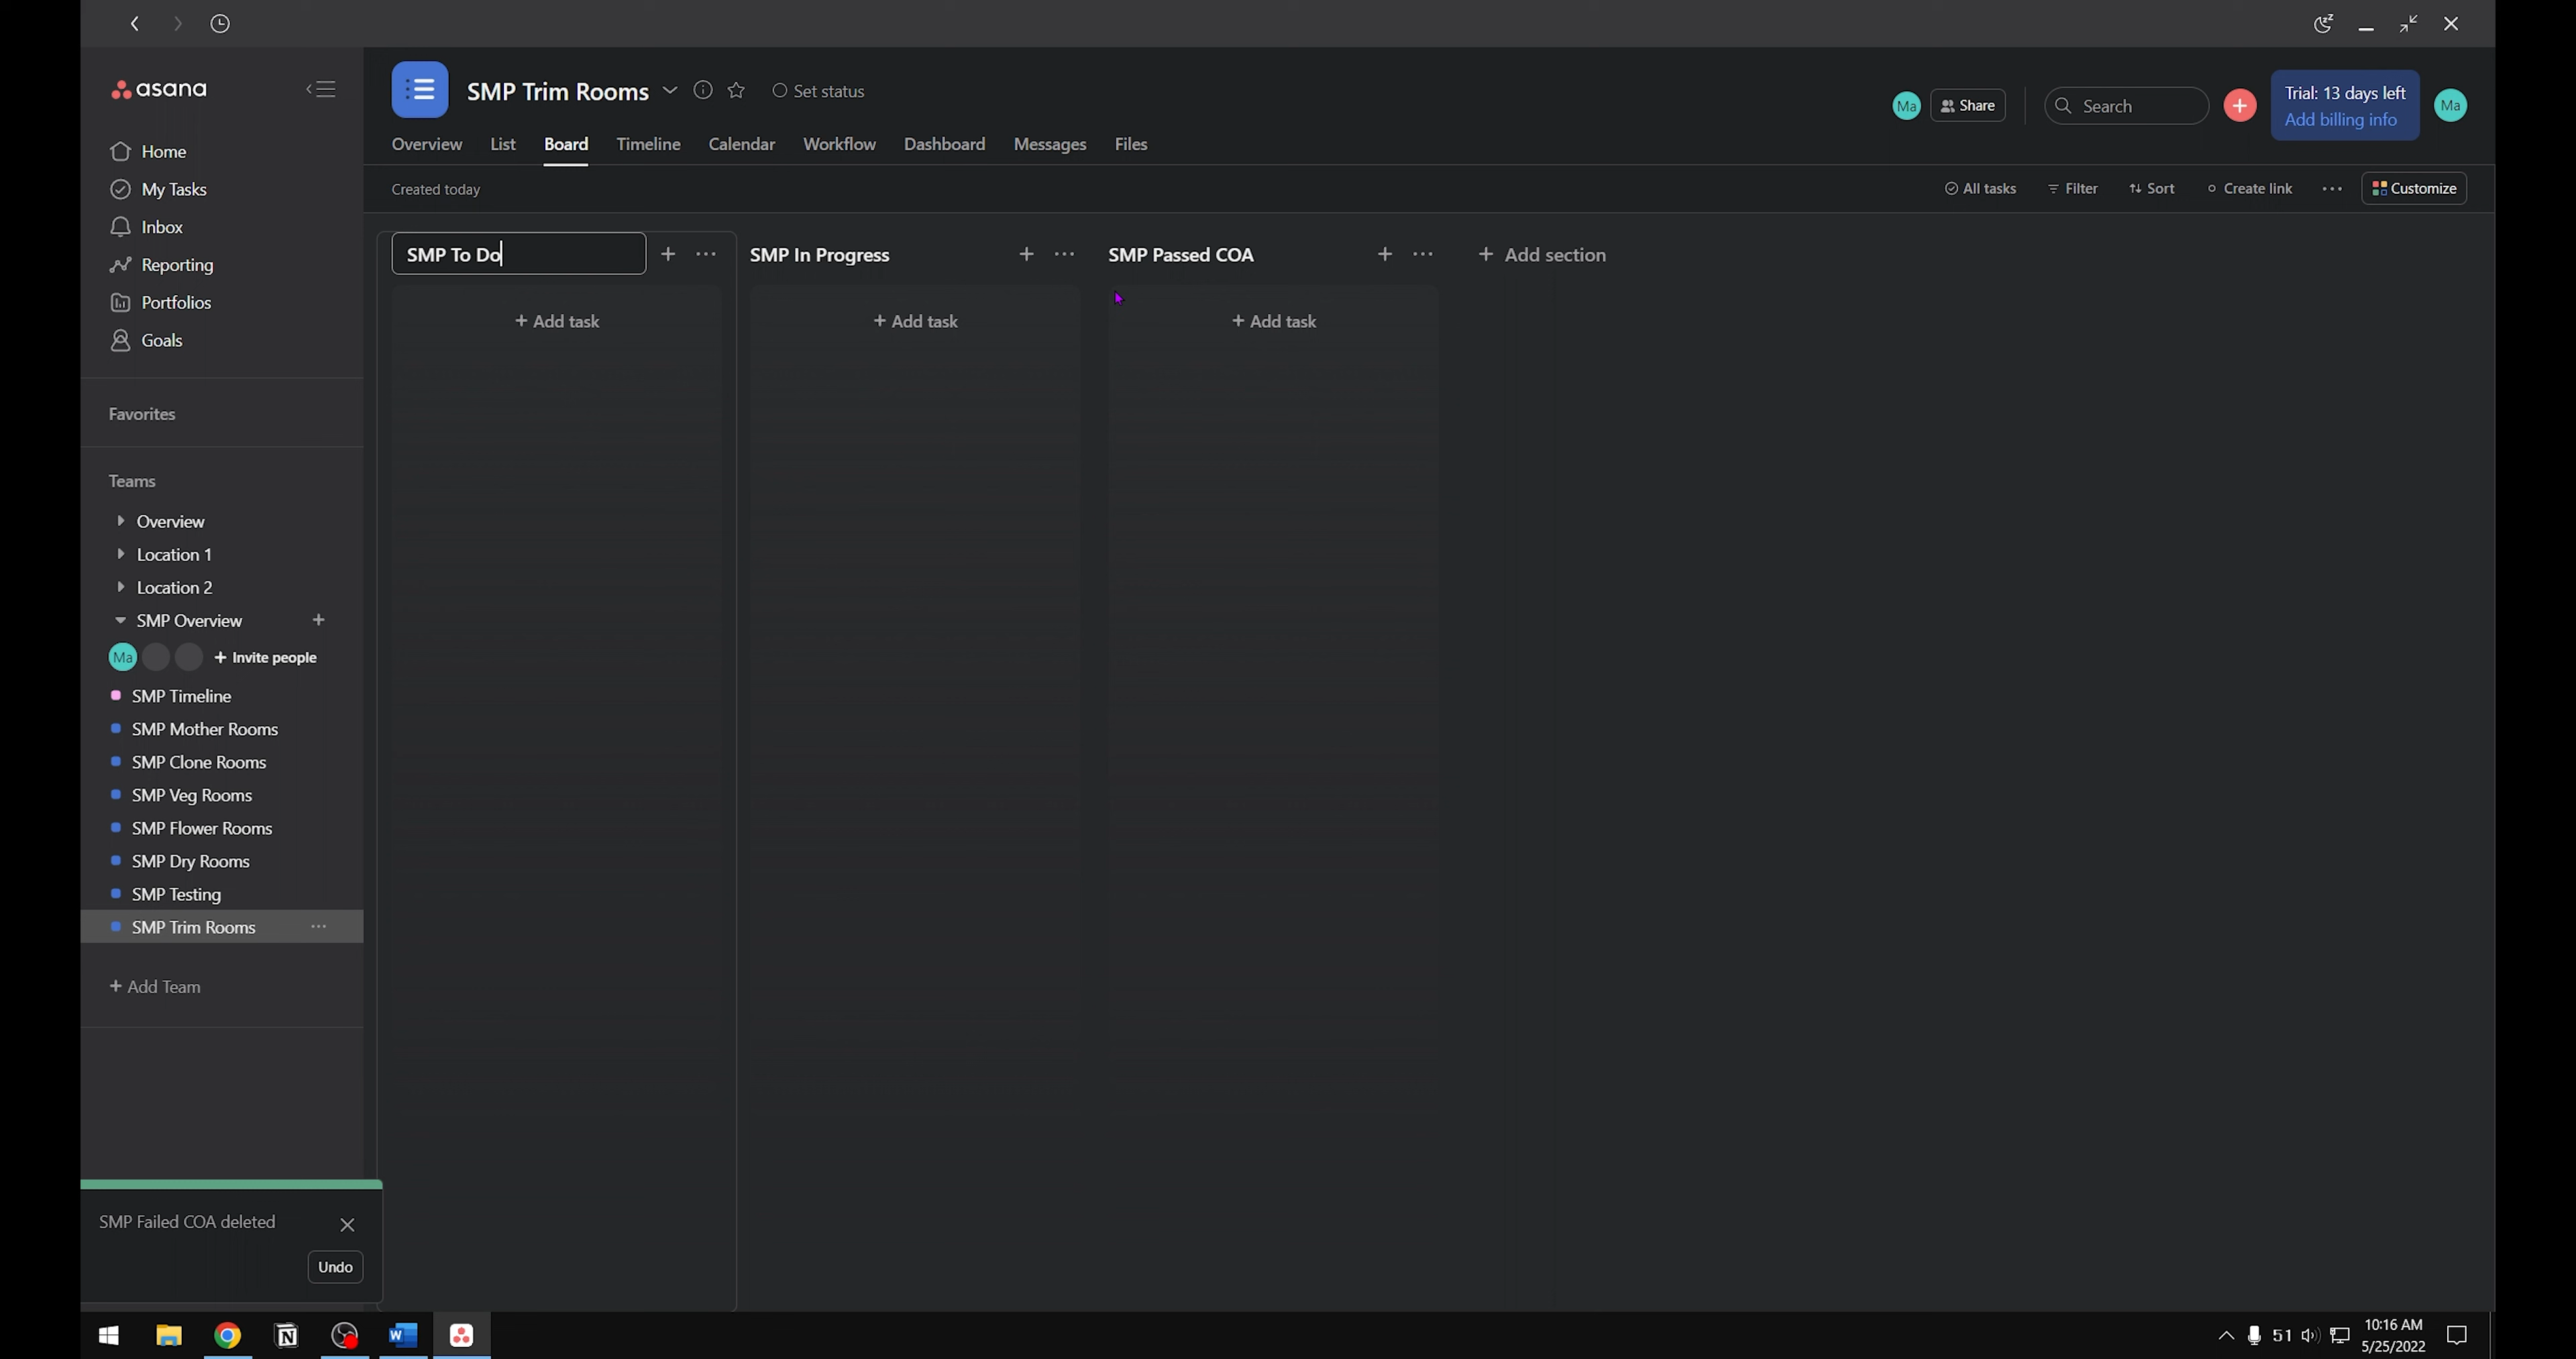 asana
Home
My Tasks
Inbox
Reporting
Portfolios
Goals
Favorites
Teams
Overview
Location 1
Location 2
SMP Overview +
Ma + Invite people
SMP Timeline
SMP Mother Rooms
SMP Clone Rooms
SMP Veg Rooms
SMP Flower Rooms
SMP Dry Rooms
SMP Testing
SMP Trim Rooms ...
+ Add Team
SMP Failed COA deleted
Undo
SMP Trim Rooms
Set status
Ma
Share
Search
+
Trial: 13 days left
Add billing info
Ma
Overview List Board Timeline Calendar Workflow Dashboard Messages Files
Created today
All tasks Filter Sort Create link ... Customize
SMP To Do + ...
SMP In Progress + ...
SMP Passed COA + ...
+ Add section
+ Add task
+ Add task
+ Add task
N
W
51
10:16 AM
5/25/2022